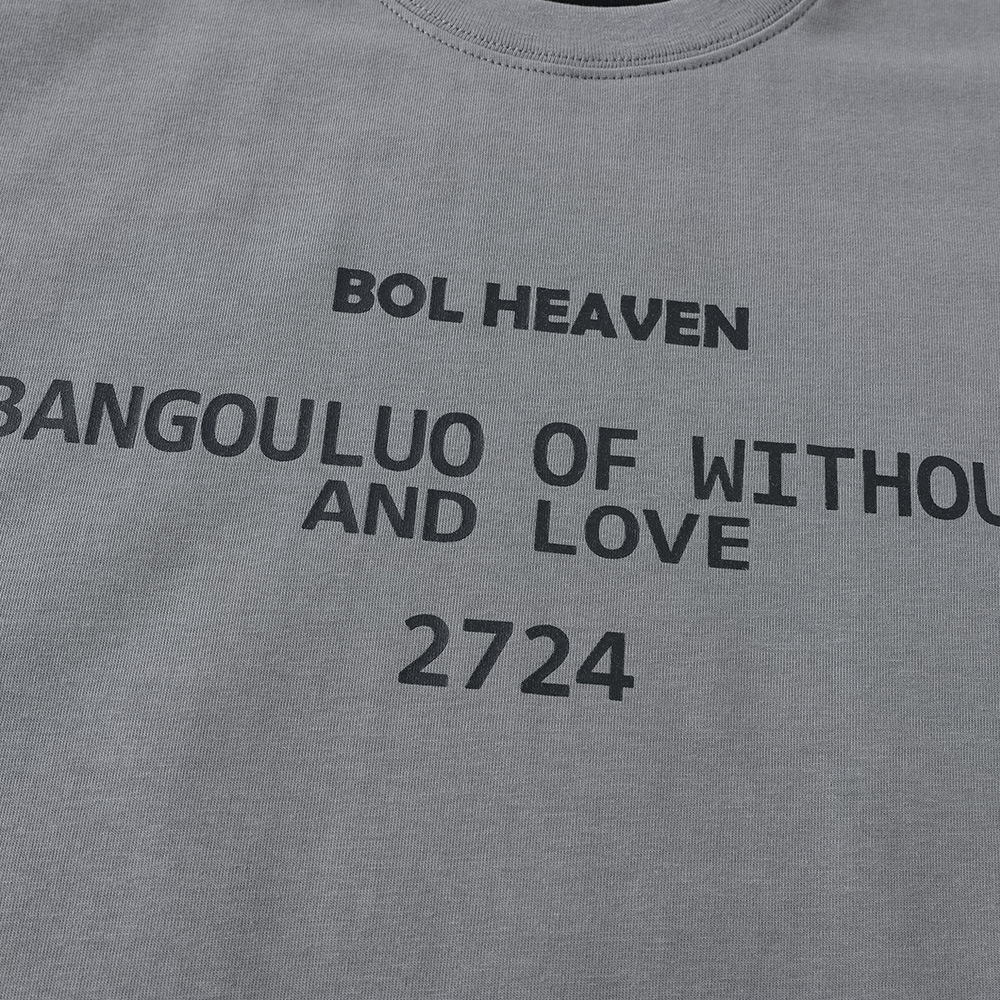 BOL HEAVEN
BANGOULUO OF WITHOU
AND LOVE
2724